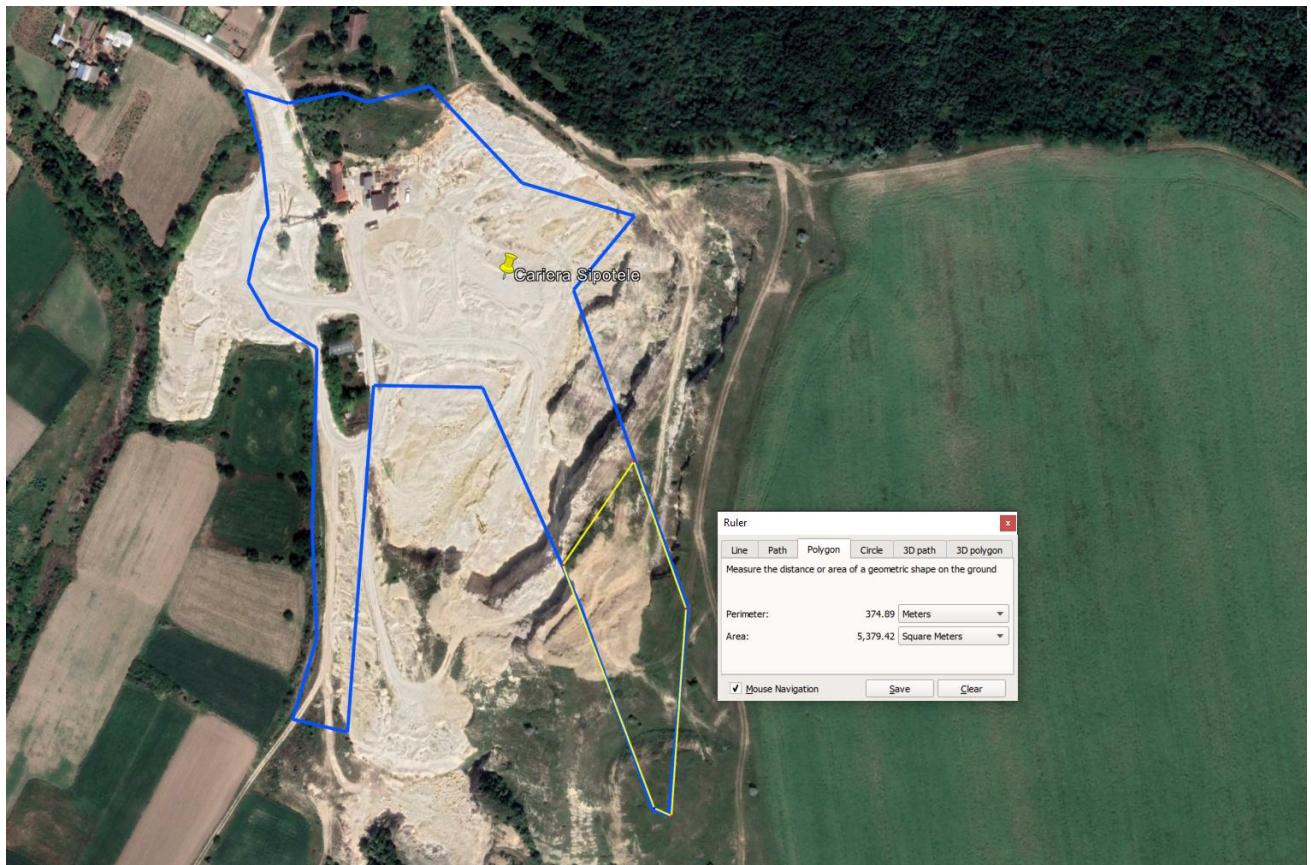 Cariera Sipotele
Ruler
x
Line Path Polygon Circle 3D path 3D polygon
Measure the distance or area of a geometric shape on the ground
Perimeter: 374.89 Meters
Area: 5,379.42 Square Meters
Mouse Navigation Save Clear